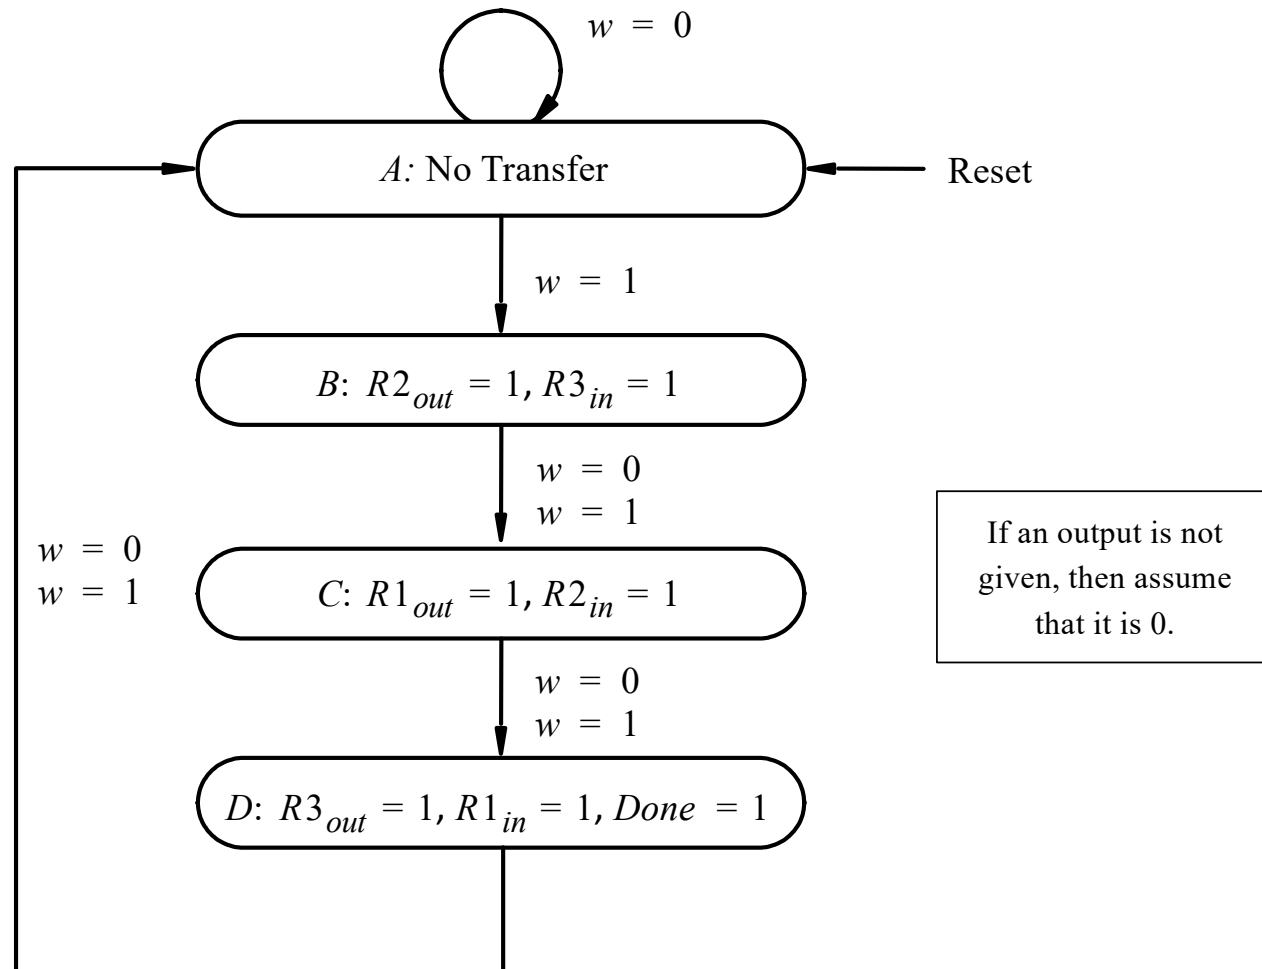 w = 0
A: No Transfer
Reset
w = 1
B: R2out = 1, R3in = 1
w = 0
w = 1
w = 0
w = 1
C: R1out = 1, R2in = 1
If an output is not
given, then assume
that it is 0.
w = 0
w = 1
D: R3out = 1, R1in = 1, Done = 1